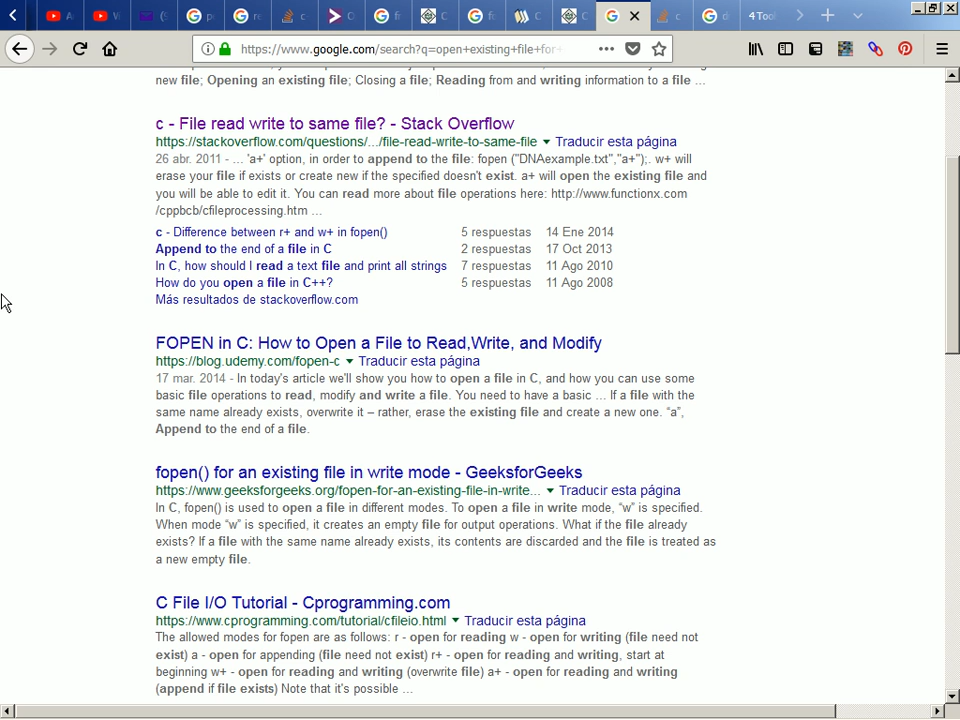 4 Tool
https://www.google.com/search?q=open+existing+file+for+
new file; Opening an existing file; Closing a file; Reading from and writing information to a file ...
c - File read write to same file? - Stack Overflow
https://stackoverflow.com/questions/.../file-read-write-to-same-file Traducir esta página
26 abr. 2011 - ... 'a+' option, in order to append to the file: fopen ("DNAexample.txt","a+");. w+ will
erase your file if exists or create new if the specified doesn't exist. a+ will open the existing file and
you will be able to edit it. You can read more about file operations here: http://www.functionx.com
/cppbcb/cfileprocessing.htm ...
c - Difference between r+ and w+ in fopen() 5 respuestas 14 Ene 2014
Append to the end of a file in C 2 respuestas 17 Oct 2013
In C, how should I read a text file and print all strings 7 respuestas 11 Ago 2010
How do you open a file in C++? 5 respuestas 11 Ago 2008
Más resultados de stackoverflow.com
FOPEN in C: How to Open a File to Read,Write, and Modify
https://blog.udemy.com/fopen-c Traducir esta página
17 mar. 2014 - In today's article we'll show you how to open a file in C, and how you can use some
basic file operations to read, modify and write a file. You need to have a basic ... If a file with the
same name already exists, overwrite it – rather, erase the existing file and create a new one. “a”,
Append to the end of a file.
fopen() for an existing file in write mode - GeeksforGeeks
https://www.geeksforgeeks.org/fopen-for-an-existing-file-in-write... Traducir esta página
In C, fopen() is used to open a file in different modes. To open a file in write mode, “w” is specified.
When mode “w” is specified, it creates an empty file for output operations. What if the file already
exists? If a file with the same name already exists, its contents are discarded and the file is treated as
a new empty file.
C File I/O Tutorial - Cprogramming.com
https://www.cprogramming.com/tutorial/cfileio.html Traducir esta página
The allowed modes for fopen are as follows: r - open for reading w - open for writing (file need not
exist) a - open for appending (file need not exist) r+ - open for reading and writing, start at
beginning w+ - open for reading and writing (overwrite file) a+ - open for reading and writing
(append if file exists) Note that it's possible ...